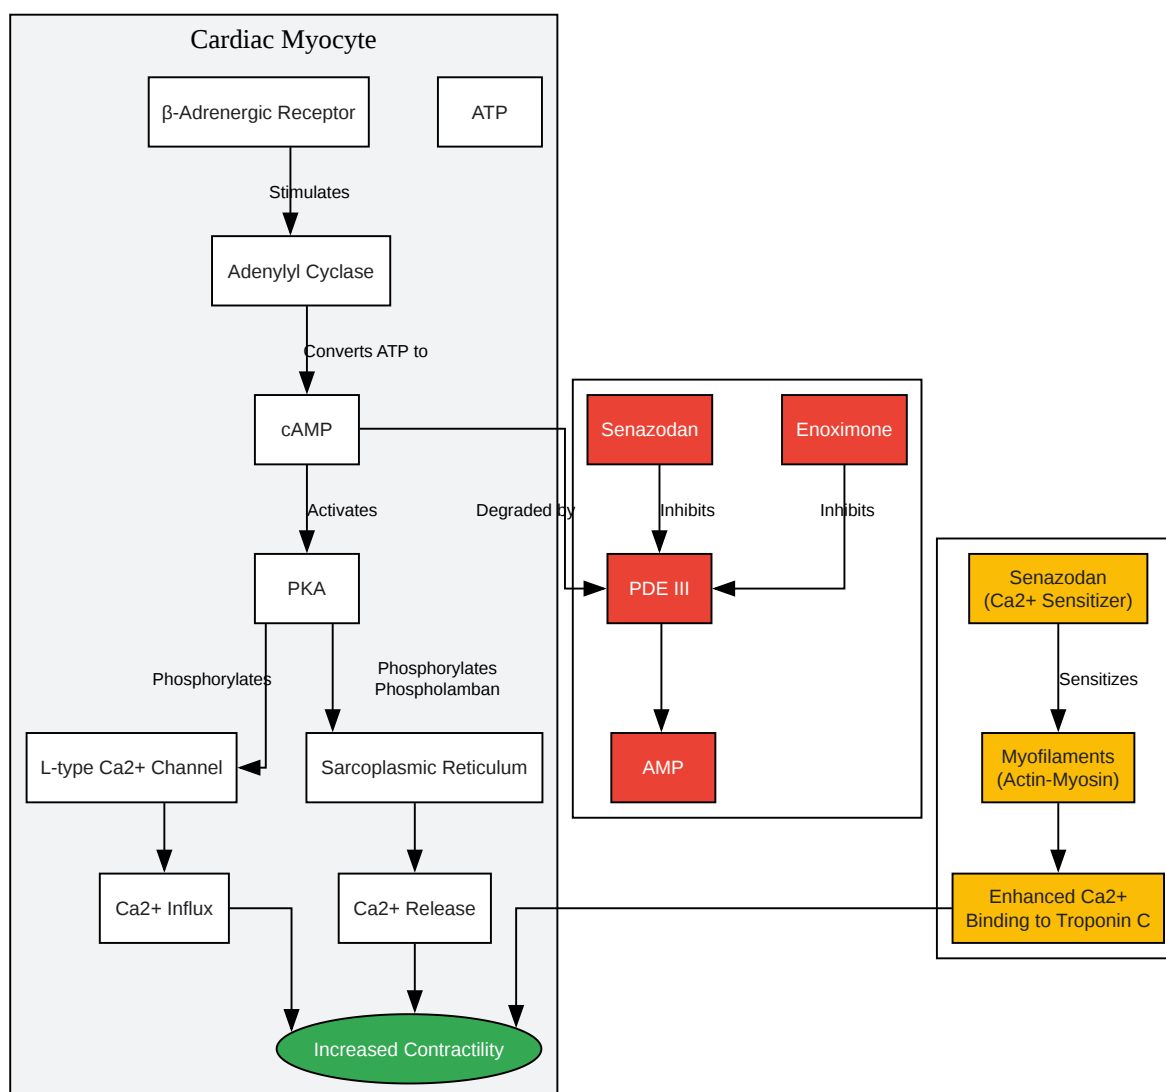 Cardiac Myocyte
β-Adrenergic Receptor
ATP
Stimulates
Adenylyl Cyclase
Converts ATP to
cAMP
Senazodan
Enoximone
Activates
Degraded by
Inhibits
Inhibits
PKA
PDE III
Senazodan
(Ca2+ Sensitizer)
Phosphorylates
Phosphorylates
Phospholamban
Sensitizes
L-type Ca2+ Channel
Sarcoplasmic Reticulum
AMP
Myofilaments
(Actin-Myosin)
Ca2+ Influx
Ca2+ Release
Enhanced Ca2+
Binding to Troponin C
Increased Contractility